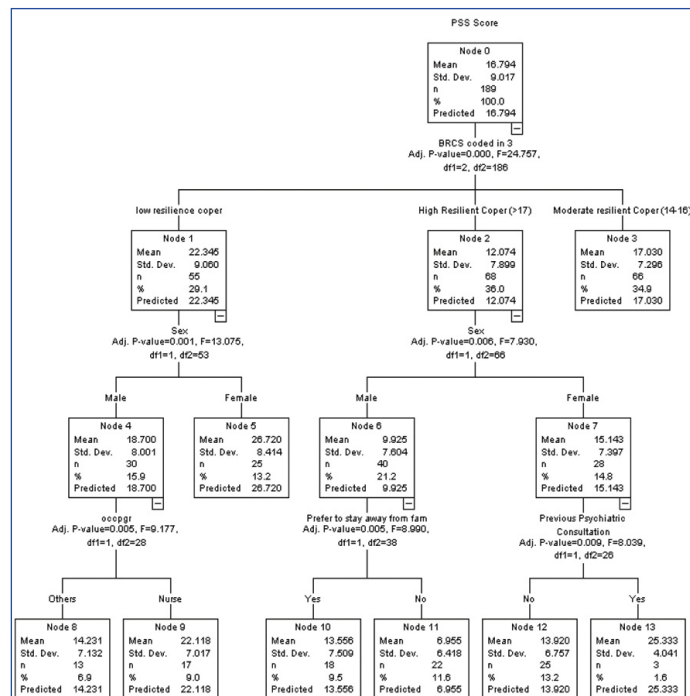 PSS Score
Node 0
Mean 16.794
Std. Dev. 9.017
n 189
% 100.0
Predicted 16.794
BRCS coded in 3
Adj. P-value=0.000, F=24.757,
df1=2, df2=186
low resilience coper
High Resilient Coper (>17)
Moderate resilient Coper (14-16)
Node 1
Mean 22.345
Std. Dev. 9.060
n 55
% 29.1
Predicted 22.345
Node 2
Mean 12.074
Std. Dev. 7.899
n 68
% 36.0
Predicted 12.074
Node 3
Mean 17.030
Std. Dev. 7.296
n 66
% 34.9
Predicted 17.030
Sex
Adj. P-value=0.001, F=13.075,
df1=1, df2=53
Sex
Adj. P-value=0.006, F=7.930,
df1=1, df2=66
Male
Female
Male
Female
Node 4
Mean 18.700
Std. Dev. 8.001
n 30
% 15.9
Predicted 18.700
Node 5
Mean 26.720
Std. Dev. 8.414
n 25
% 13.2
Predicted 26.720
Node 6
Mean 9.925
Std. Dev. 7.604
n 40
% 21.2
Predicted 9.925
Node 7
Mean 15.143
Std. Dev. 7.397
n 28
% 14.8
Predicted 15.143
occpgr
Adj. P-value=0.005, F=9.177,
df1=1, df2=28
Prefer to stay away from fam
Adj. P-value=0.005, F=8.990,
df1=1, df2=38
Previous Psychiatric
Consultation
Adj. P-value=0.009, F=8.039,
df1=1, df2=26
Others
Nurse
Yes
No
No
Yes
Node 8
Mean 14.231
Std. Dev. 7.132
n 13
% 6.9
Predicted 14.231
Node 9
Mean 22.118
Std. Dev. 7.017
n 17
% 9.0
Predicted 22.118
Node 10
Mean 13.556
Std. Dev. 7.509
n 18
% 9.5
Predicted 13.556
Node 11
Mean 6.955
Std. Dev. 6.418
n 22
% 11.6
Predicted 6.955
Node 12
Mean 13.920
Std. Dev. 6.757
n 25
% 13.2
Predicted 13.920
Node 13
Mean 25.333
Std. Dev. 4.041
n 3
% 1.6
Predicted 25.333